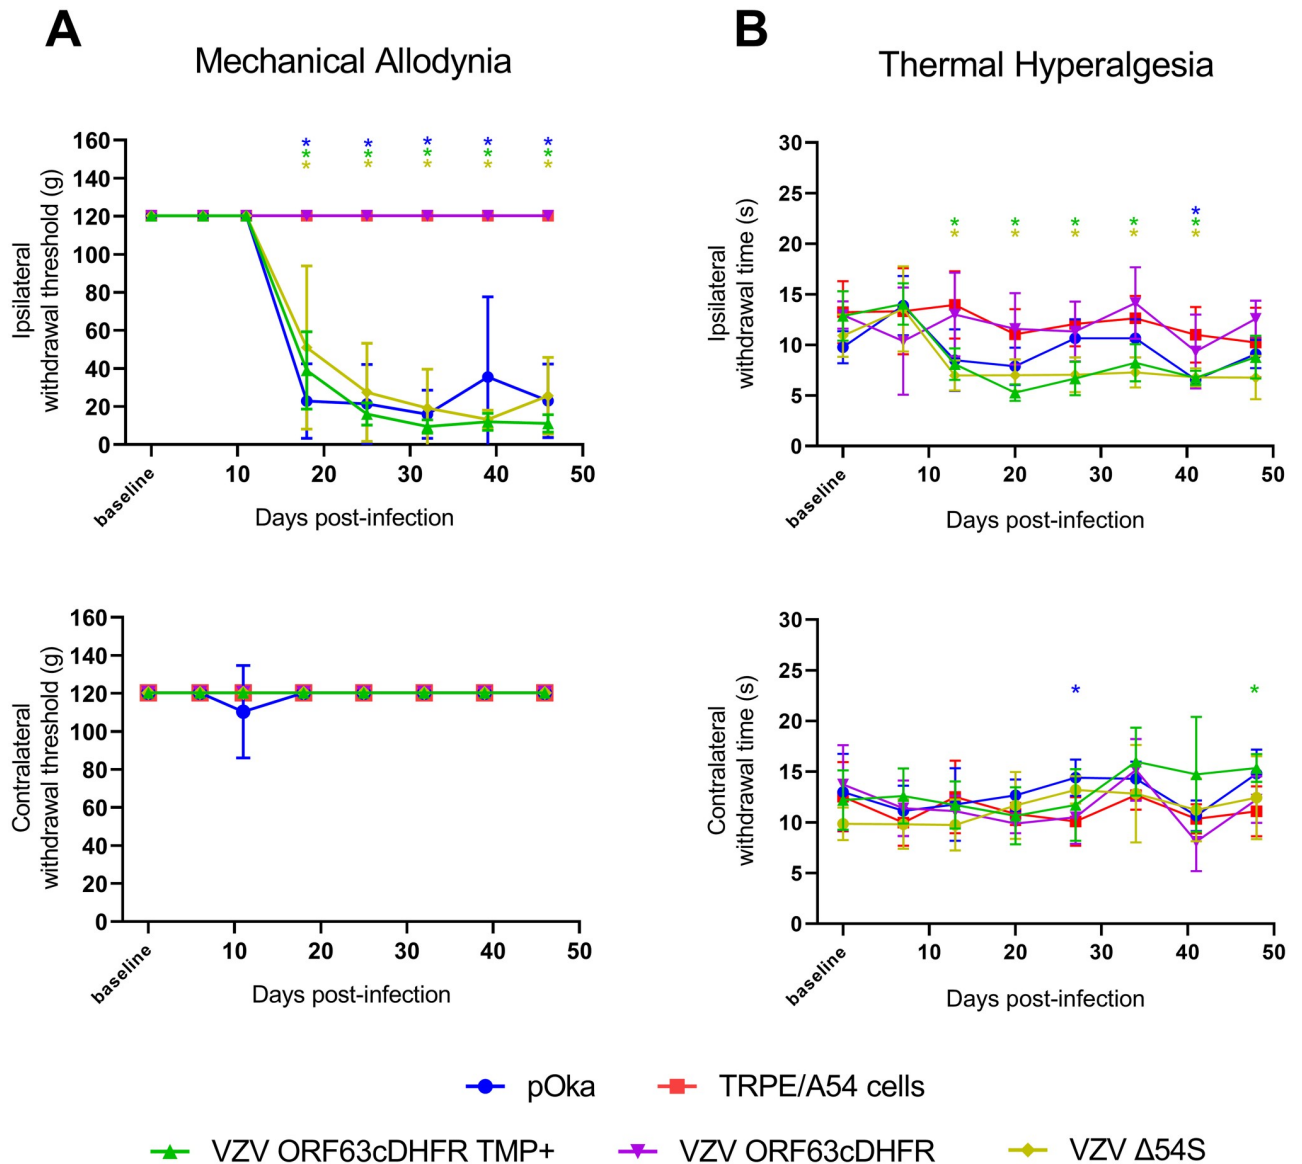 A
Mechanical Allodynia
B
Thermal Hyperalgesia
Ipsilateral
withdrawal threshold (g)
160
140
120
100
80
60
40
20
0
* * * * *
* * * * *
* * * * *
baseline
10
20
30
40
50
Days post-infection
Ipsilateral
withdrawal time (s)
30
25
20
15
10
5
0
*
* * * * *
* * * * *
baseline
10
20
30
40
50
Days post-infection
Contralateral
withdrawal threshold (g)
160
140
120
100
80
60
40
20
0
baseline
10
20
30
40
50
Days post-infection
Contralateral
withdrawal time (s)
30
25
20
15
10
5
0
* *
baseline
10
20
30
40
50
Days post-infection
pOka
TRPE/A54 cells
VZV ORF63cDHFR TMP+
VZV ORF63cDHFR
VZV Δ54S